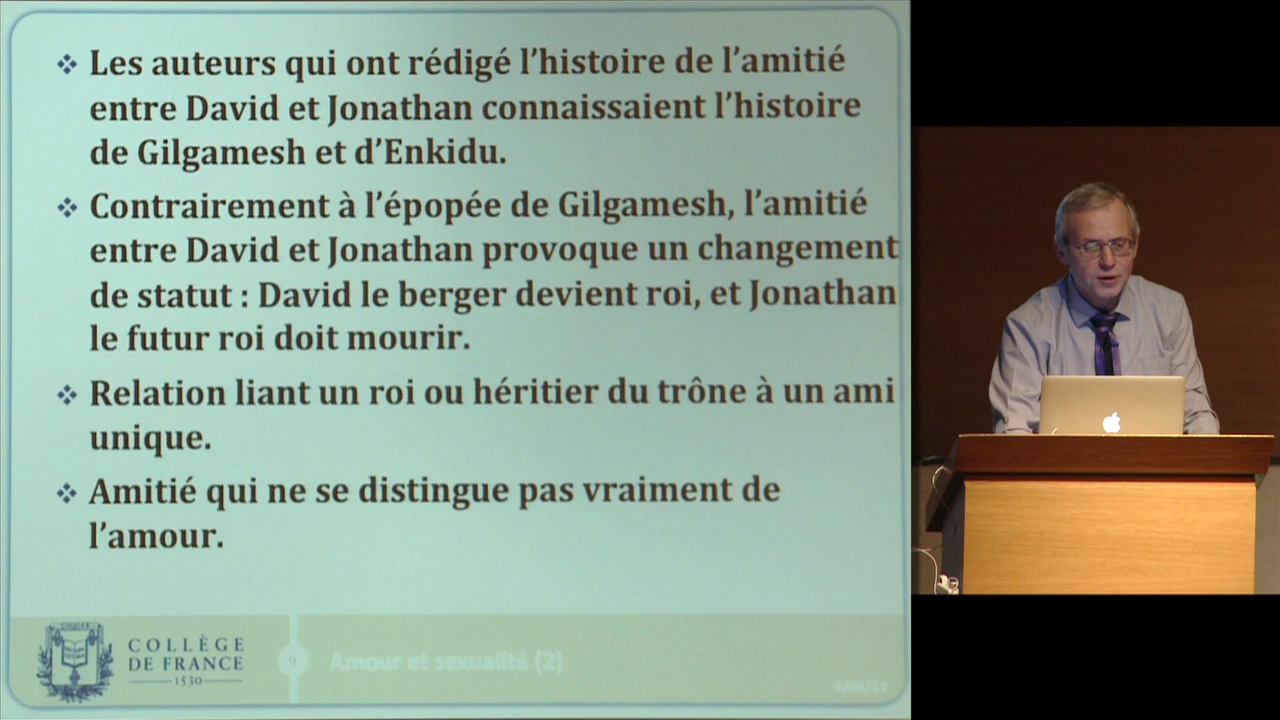 ❖ Les auteurs qui ont rédigé l’histoire de l’amitié
entre David et Jonathan connaissaient l’histoire
de Gilgamesh et d’Enkidu.
❖ Contrairement à l’épopée de Gilgamesh, l’amitié
entre David et Jonathan provoque un changement
de statut : David le berger devient roi, et Jonathan
le futur roi doit mourir.
❖ Relation liant un roi ou héritier du trône à un ami
unique.
❖ Amitié qui ne se distingue pas vraiment de
l’amour.
COLLÈGE
DE FRANCE
1530
9
Amour et sexualité (2)